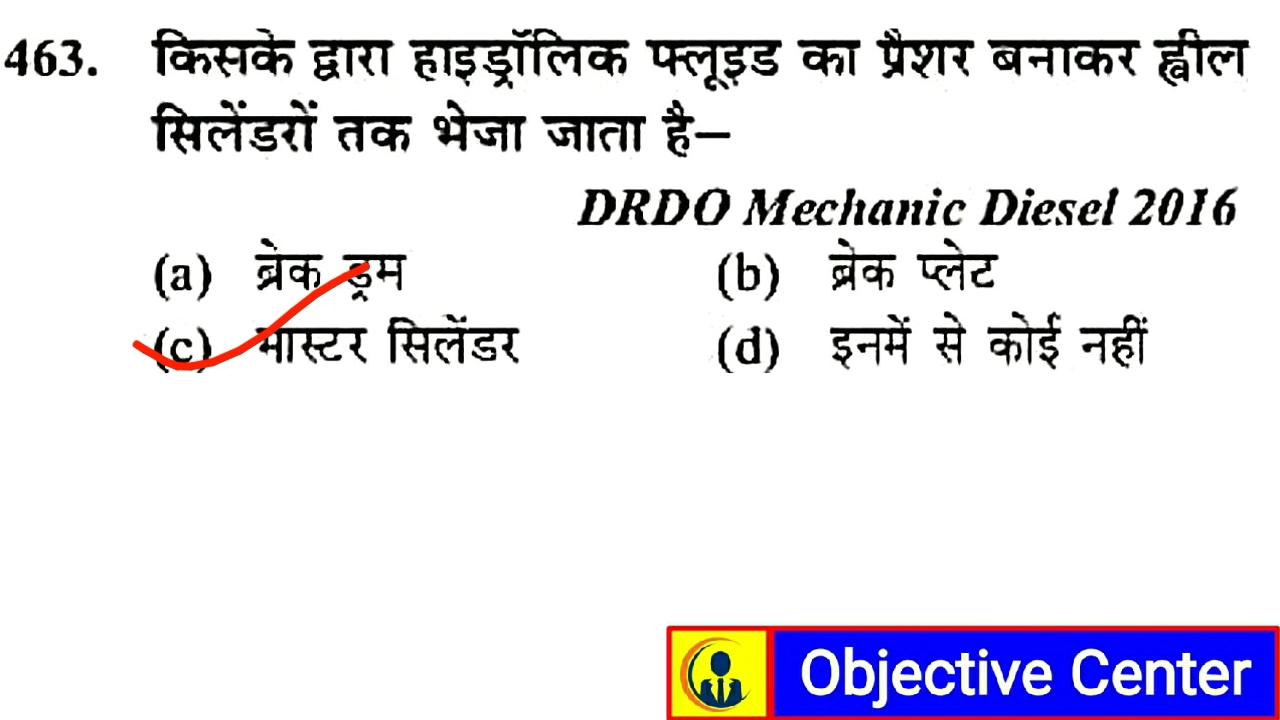 463. किसके द्वारा हाइड्रॉलिक फ्लूइड का प्रैशर बनाकर ह्वील
सिलेंडरों तक भेजा जाता है–
DRDO Mechanic Diesel 2016
(a) ब्रेक ड्रम (b) ब्रेक प्लेट
(c) मास्टर सिलेंडर (d) इनमें से कोई नहीं
Objective Center